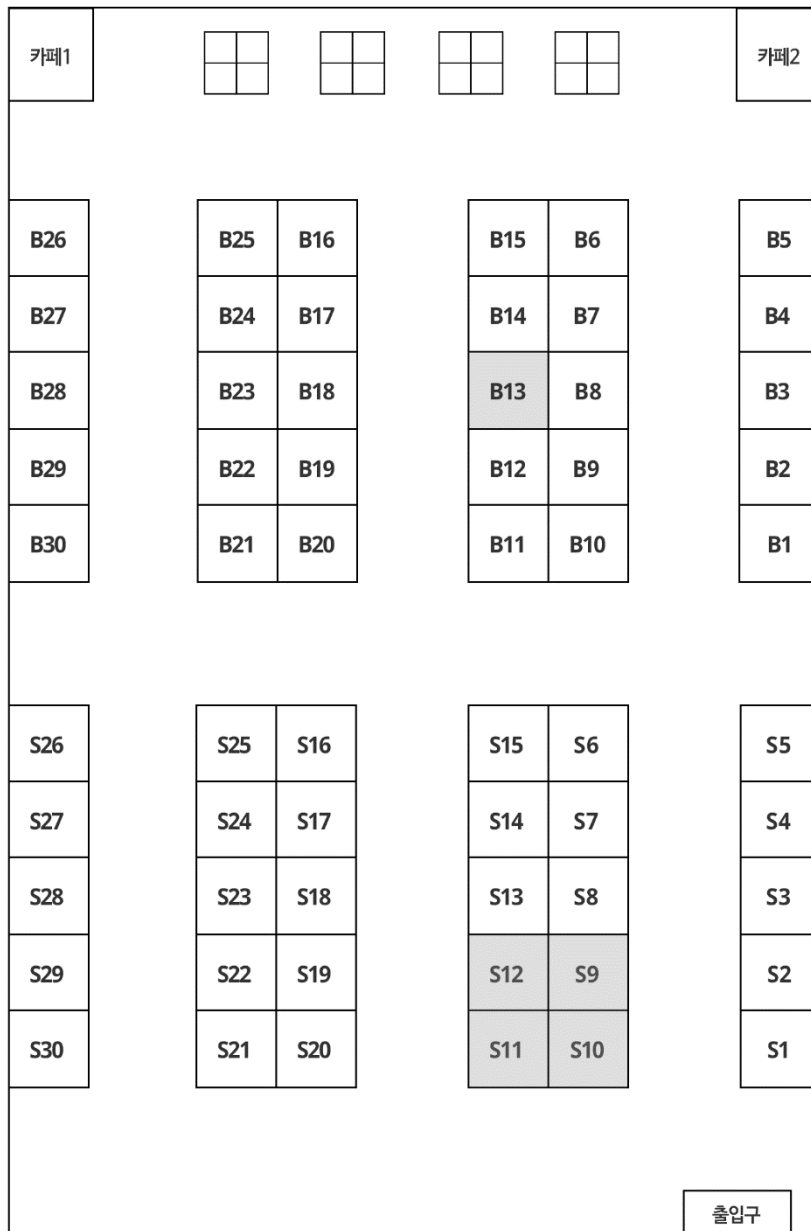 카페1 카페2
B26 B25 B16 B15 B6 B5
B27 B24 B17 B14 B7 B4
B28 B23 B18 B13 B8 B3
B29 B22 B19 B12 B9 B2
B30 B21 B20 B11 B10 B1
S26 S25 S16 S15 S6 S5
S27 S24 S17 S14 S7 S4
S28 S23 S18 S13 S8 S3
S29 S22 S19 S12 S9 S2
S30 S21 S20 S11 S10 S1
출입구